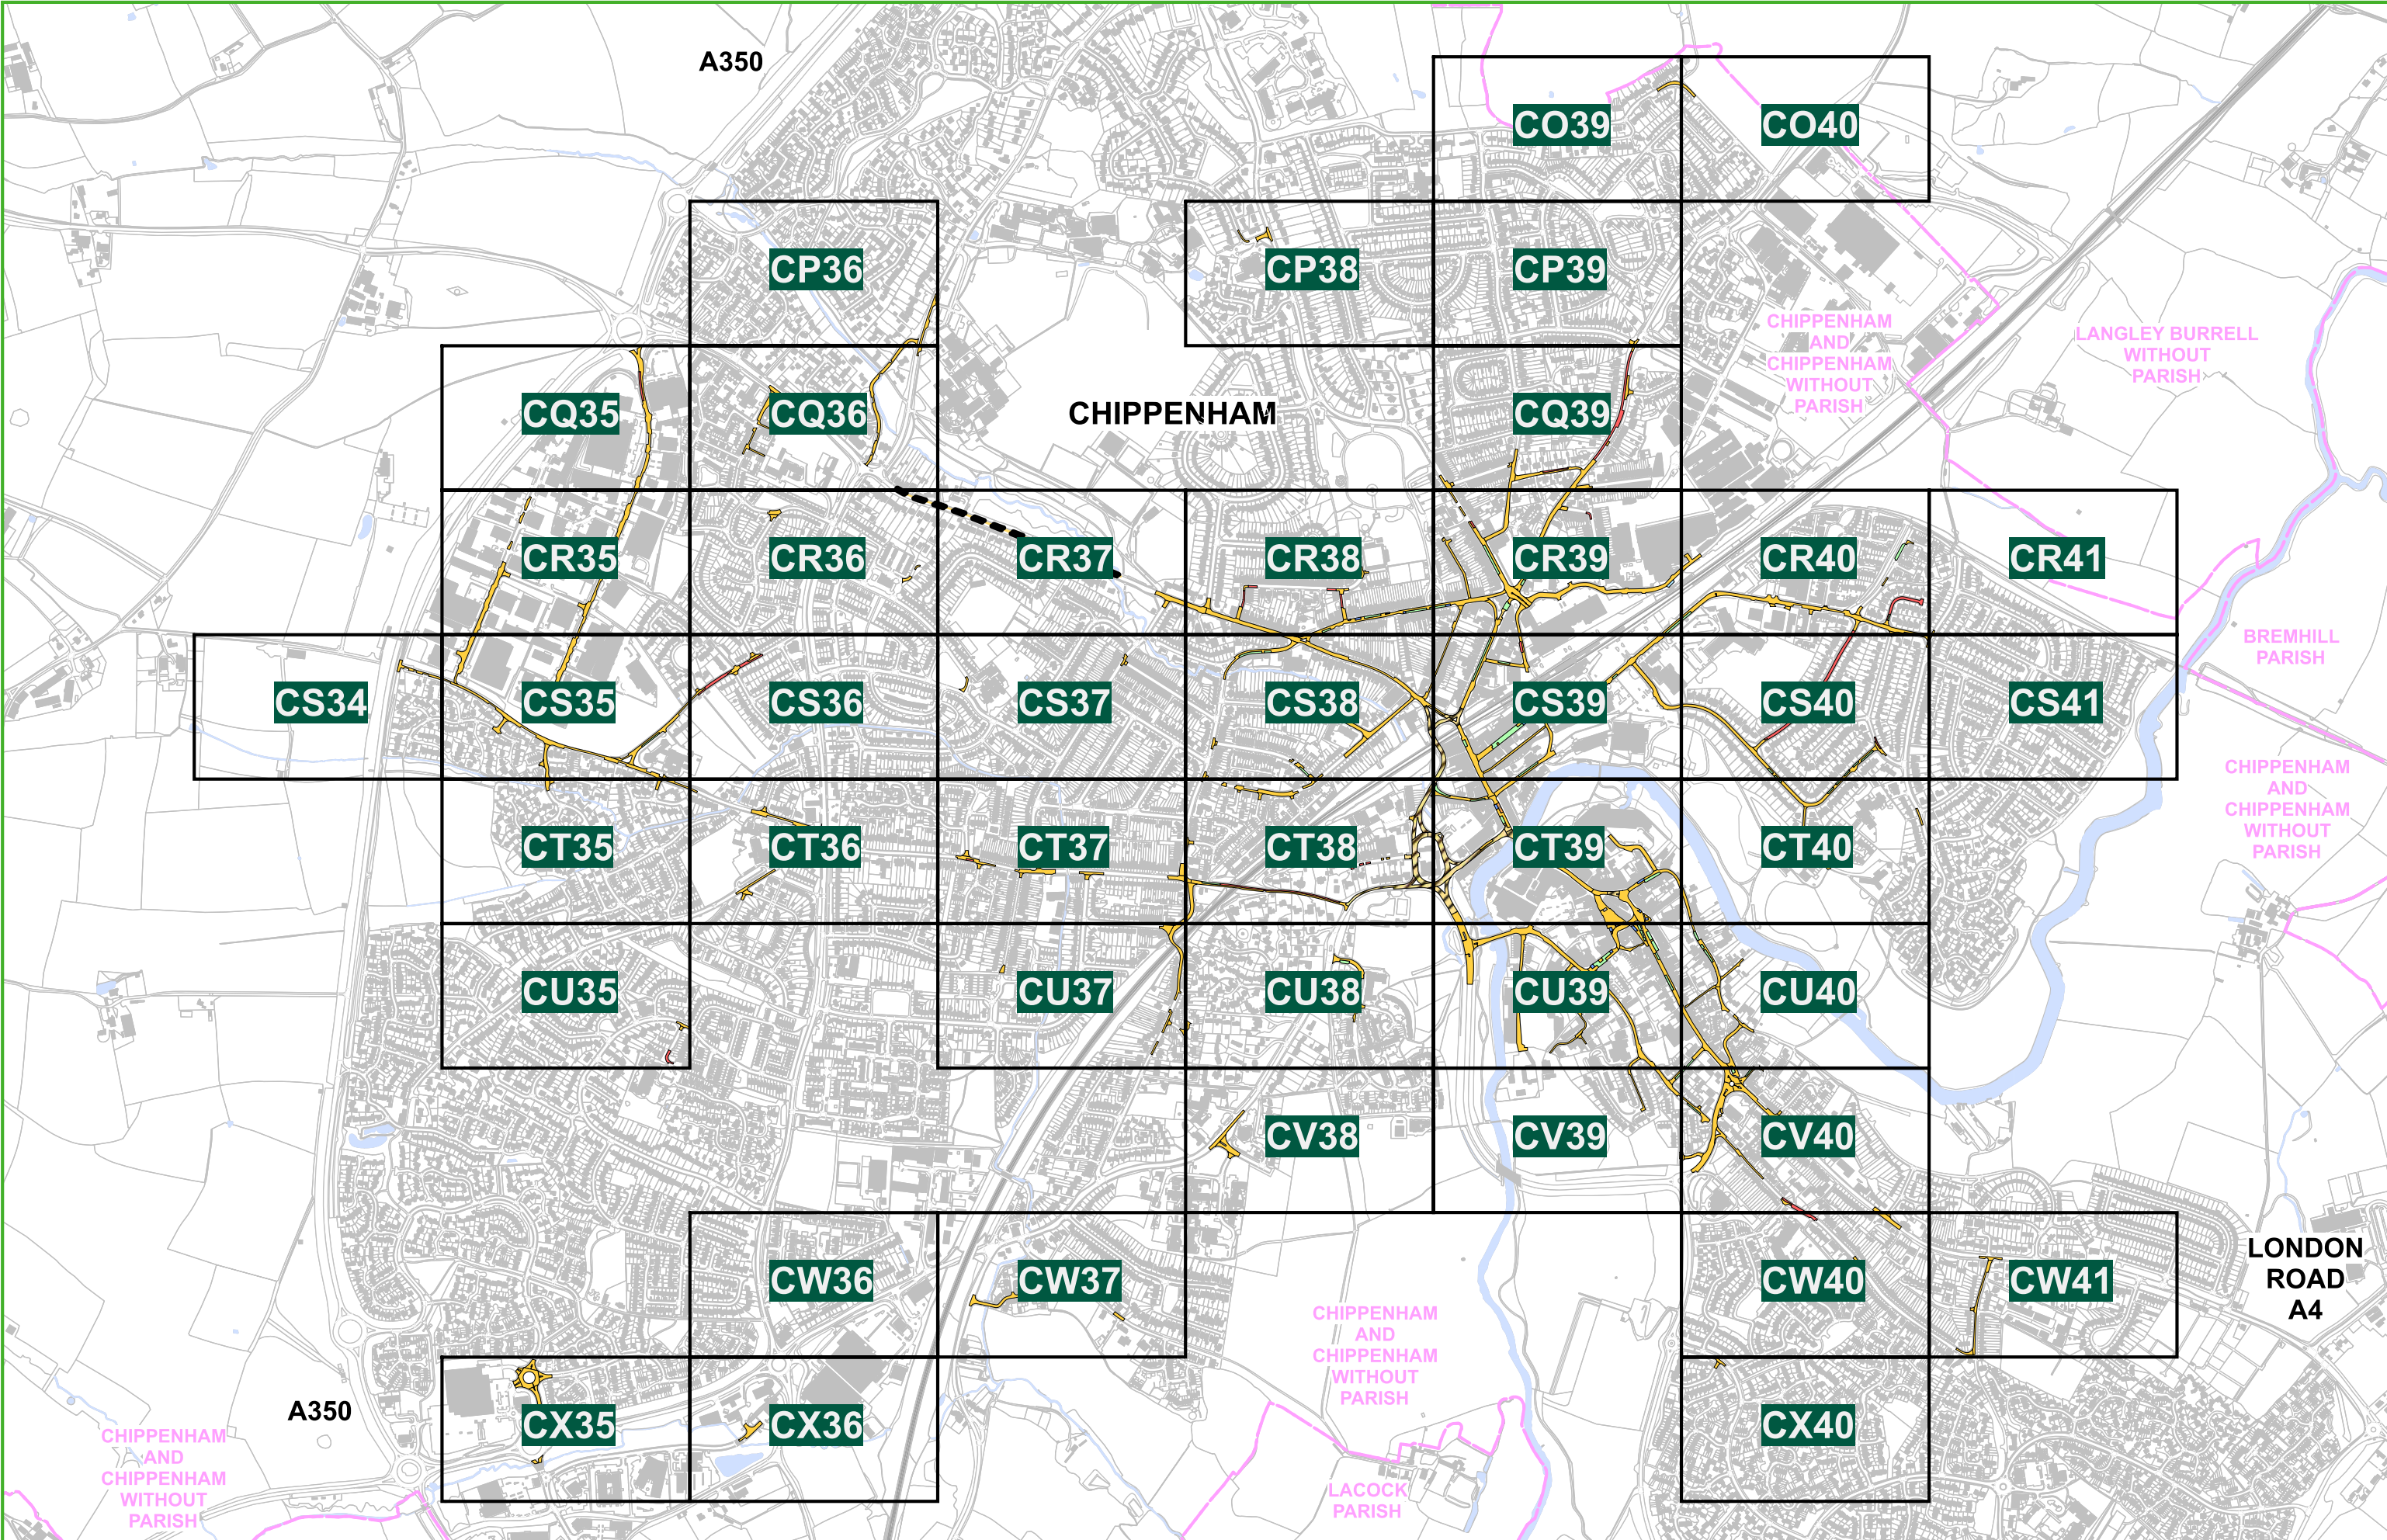 A350
CO39
CO40
CP36
CP38
CP39
CHIPPENHAM
AND
CHIPPENHAM
WITHOUT
PARISH
LANGLEY BURRELL
WITHOUT
PARISH
CQ35
CQ36
CHIPPENHAM
CQ39
CR35
CR36
CR37
CR38
CR39
CR40
CR41
BREMHILL
PARISH
CS34
CS35
CS36
CS37
CS38
CS39
CS40
CS41
CHIPPENHAM
AND
CHIPPENHAM
WITHOUT
PARISH
CT35
CT36
CT37
CT38
CT39
CT40
CU35
CU37
CU38
CU39
CU40
CV38
CV39
CV40
CW36
CW37
CW40
CW41
LONDON
ROAD
A4
CHIPPENHAM
AND
CHIPPENHAM
WITHOUT
PARISH
A350
CX35
CX36
CX40
CHIPPENHAM
AND
CHIPPENHAM
WITHOUT
PARISH
LACOCK
PARISH